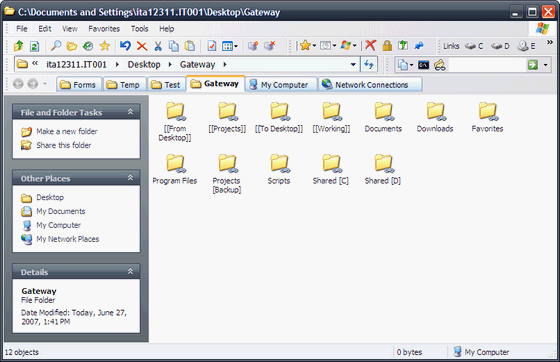 C:\Documents and Settings\ita12311.IT001\Desktop\Gateway
File Edit View Favorites Tools Help
Links C D E
ita12311.IT001 Desktop Gateway
Forms Temp Test Gateway My Computer Network Connections
File and Folder Tasks
Make a new folder
Share this folder
Other Places
Desktop
My Documents
My Computer
My Network Places
Details
Gateway
File Folder
Date Modified: Today, June 27,
2007, 1:41 PM
[[From
Desktop]]
[[Projects]]
[[To Desktop]]
[[Working]]
Documents
Downloads
Favorites
Program Files
Projects
[Backup]
Scripts
Shared [C]
Shared [D]
12 objects 0 bytes My Computer